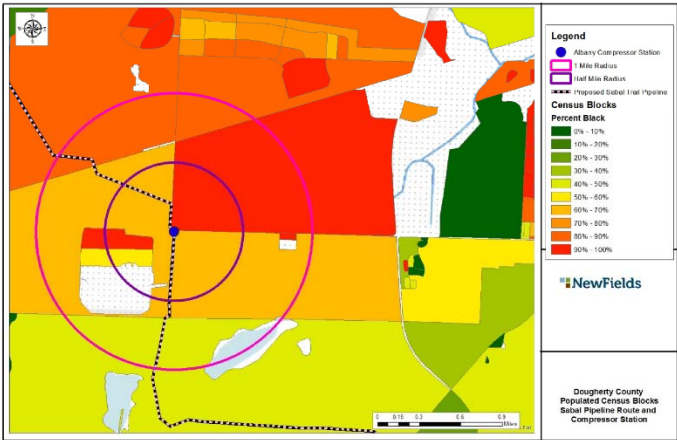 N
W
E
S
Legend
Albany Compressor Station
1 Mile Radius
Half Mile Radius
Proposed Sabal Trail Pipeline
Census Blocks
Percent Black
0% - 10%
10% - 20%
20% - 30%
30% - 40%
40% - 50%
50% - 60%
60% - 70%
70% - 80%
80% - 90%
90% - 100%
NewFields
Dougherty County
Populated Census Blocks
Sabal Pipeline Route and
Compressor Station
0 0.15 0.3 0.6 0.9
Miles